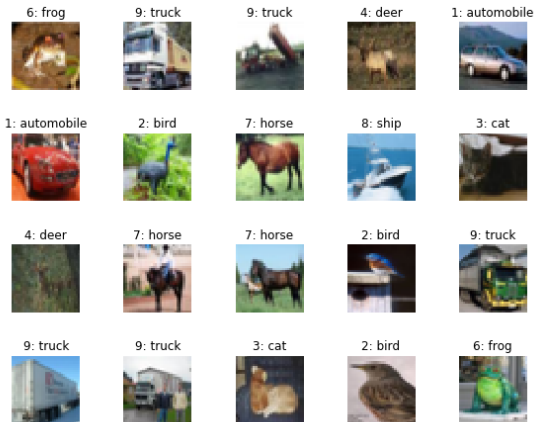 6: frog 9: truck 9: truck 4: deer 1: automobile
1: automobile 2: bird 7: horse 8: ship 3: cat
4: deer 7: horse 7: horse 2: bird 9: truck
9: truck 9: truck 3: cat 2: bird 6: frog